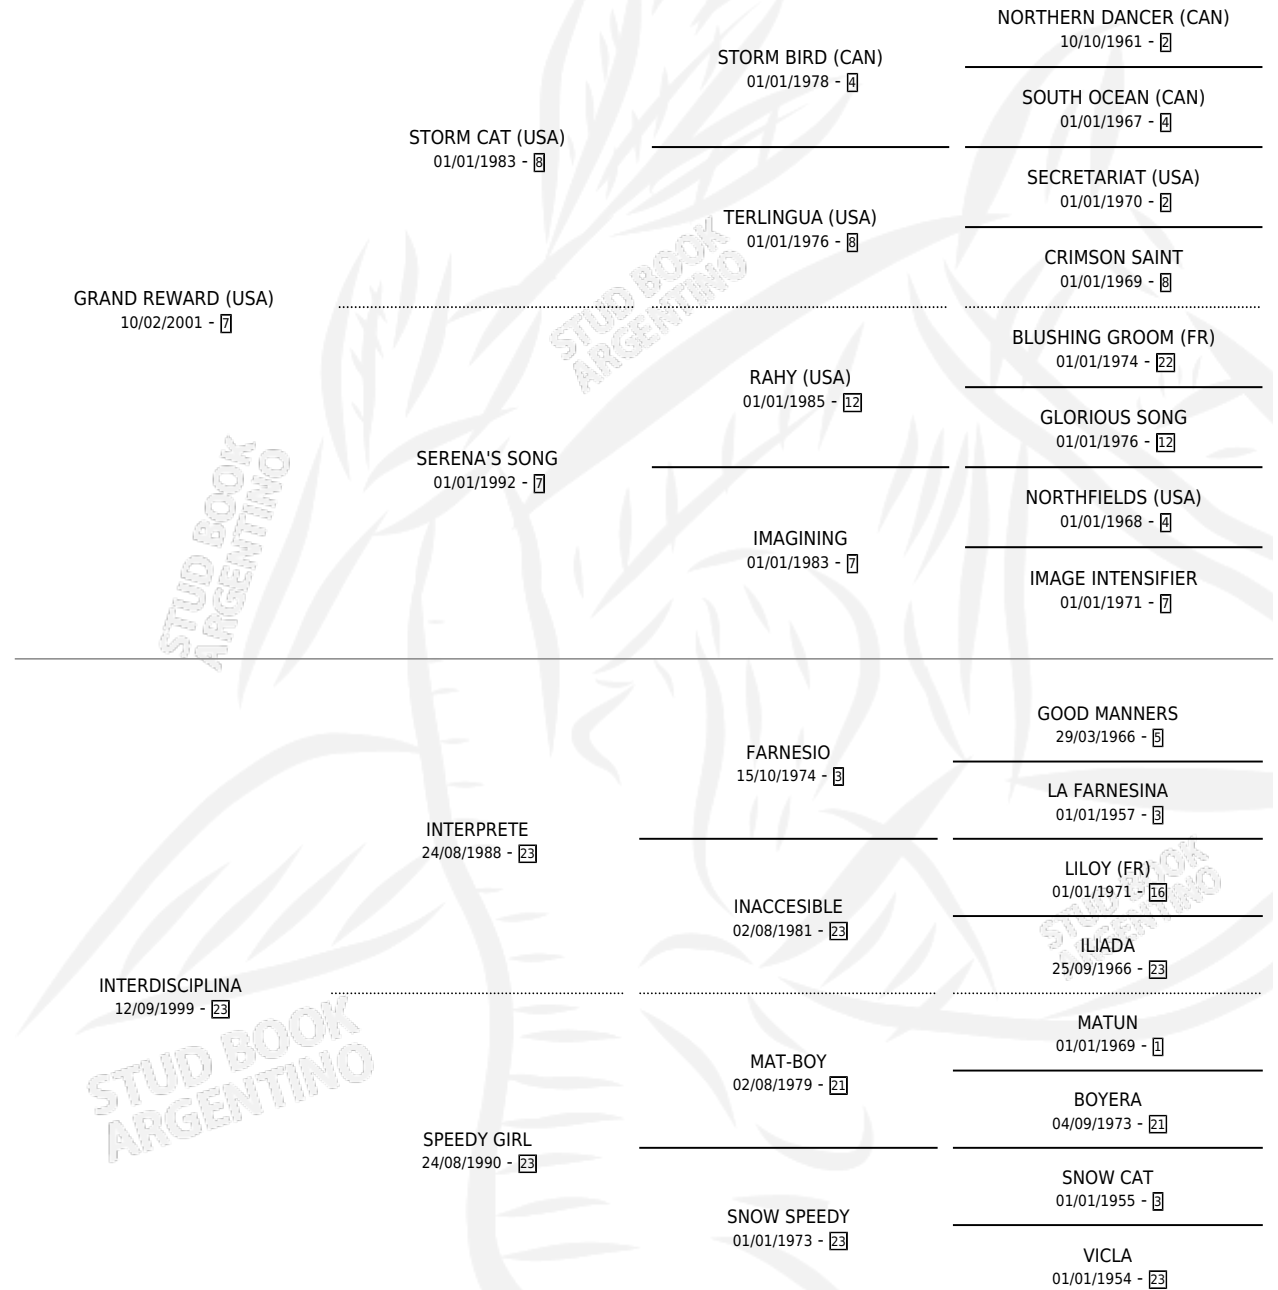 NORTHERN DANCER (CAN)
10/10/1961 - 2
STORM BIRD (CAN)
01/01/1978 - 4
SOUTH OCEAN (CAN)
01/01/1967 - 4
STORM CAT (USA)
01/01/1983 - 8
SECRETARIAT (USA)
01/01/1970 - 2
TERLINGUA (USA)
01/01/1976 - 8
CRIMSON SAINT
01/01/1969 - 8
GRAND REWARD (USA)
10/02/2001 - 7
BLUSHING GROOM (FR)
01/01/1974 - 22
RAHY (USA)
01/01/1985 - 12
GLORIOUS SONG
01/01/1976 - 12
SERENA'S SONG
01/01/1992 - 7
NORTHFIELDS (USA)
01/01/1968 - 4
IMAGINING
01/01/1983 - 7
IMAGE INTENSIFIER
01/01/1971 - 7
STUD BOOK
ARGENTINO
STUD BOOK
ARGENTINO
GOOD MANNERS
29/03/1966 - 5
FARNESIO
15/10/1974 - 3
LA FARNESINA
01/01/1957 - 3
INTERPRETE
24/08/1988 - 23
LILOY (FR)
01/01/1971 - 16
INACCESIBLE
02/08/1981 - 23
ILIADA
25/09/1966 - 23
INTERDISCIPLINA
12/09/1999 - 23
MATUN
01/01/1969 - 1
MAT-BOY
02/08/1979 - 21
BOYERA
04/09/1973 - 21
SPEEDY GIRL
24/08/1990 - 23
SNOW CAT
01/01/1955 - 3
SNOW SPEEDY
01/01/1973 - 23
VICLA
01/01/1954 - 23
STUD BOOK
ARGENTINO
STUD BOOK
ARGENTINO